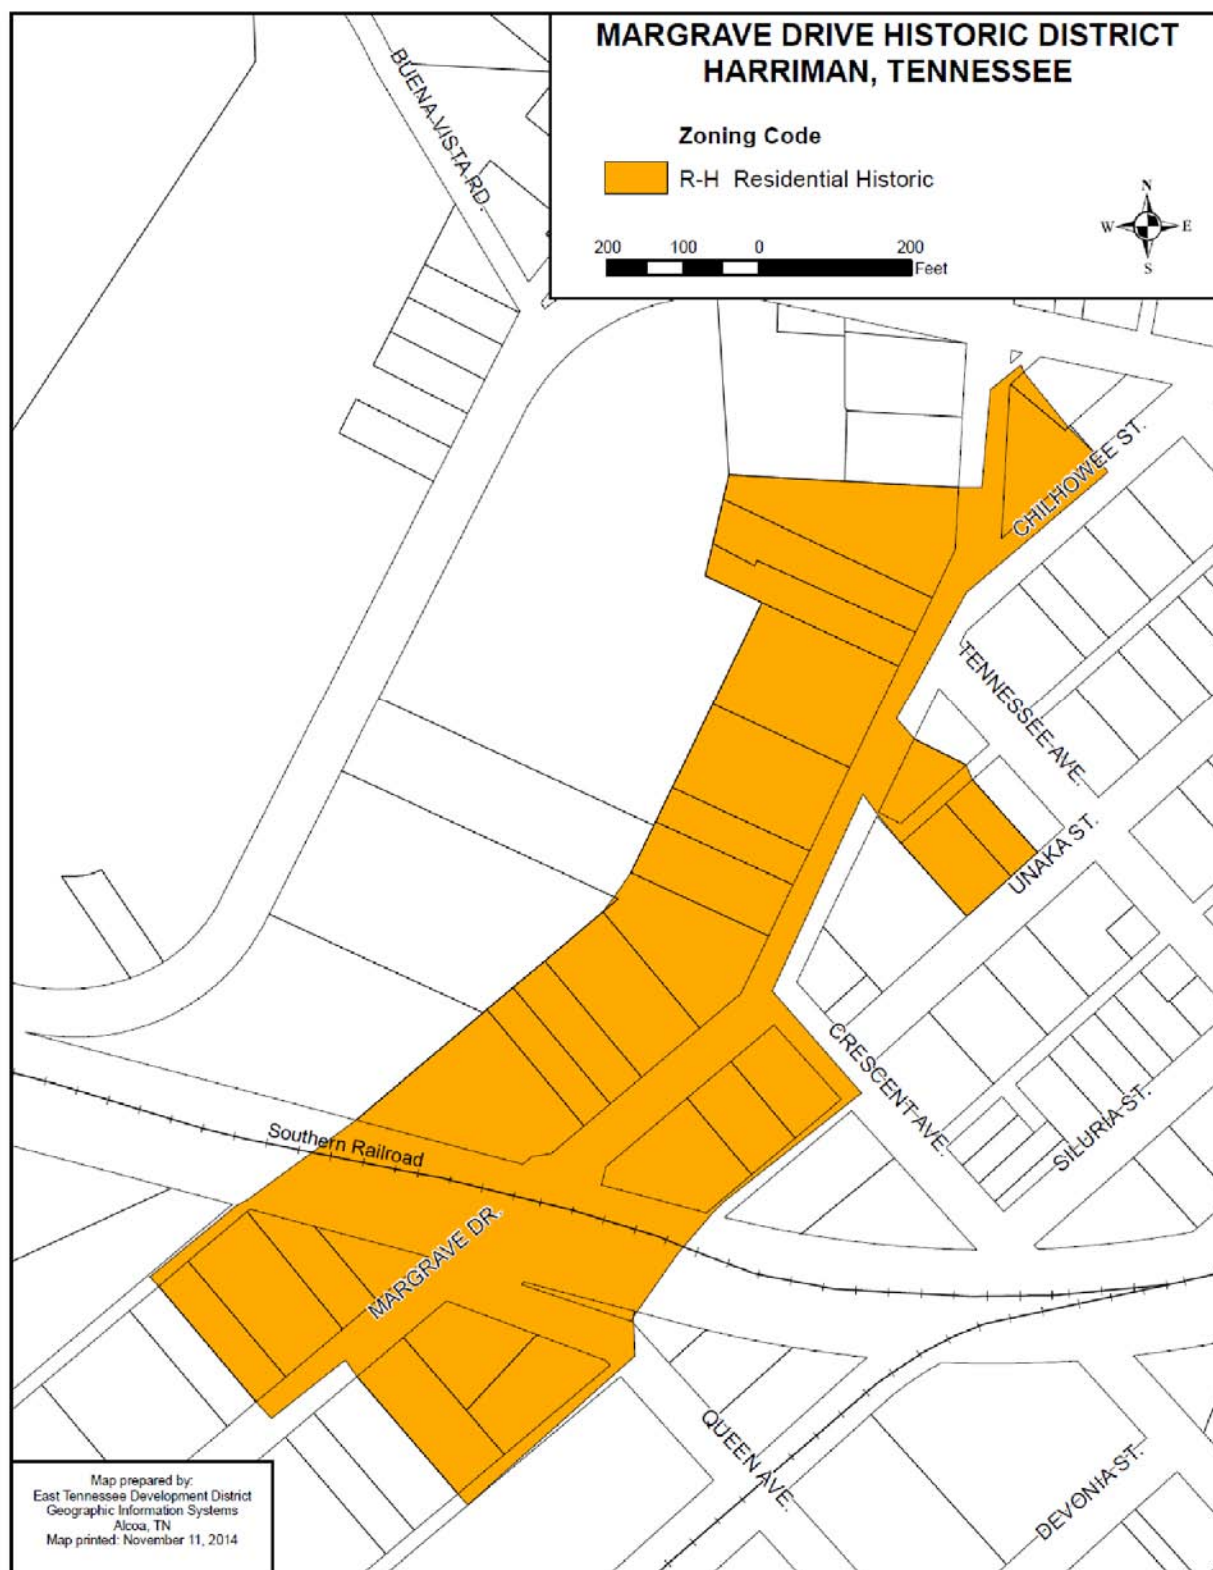 MARGRAVE DRIVE HISTORIC DISTRICT
HARRIMAN, TENNESSEE
Zoning Code
R-H Residential Historic
200 100 0 200
Feet
N
W E
S
BUENA VISTA RD.
CHILHOWEE ST.
TENNESSEE AVE.
UNAKA ST.
CRESCENT AVE.
SILURIA ST.
Southern Railroad
MARGRAVE DR.
QUEEN AVE.
DEVONIA ST.
Map prepared by:
East Tennessee Development District
Geographic Information Systems
Alcoa, TN
Map printed: November 11, 2014